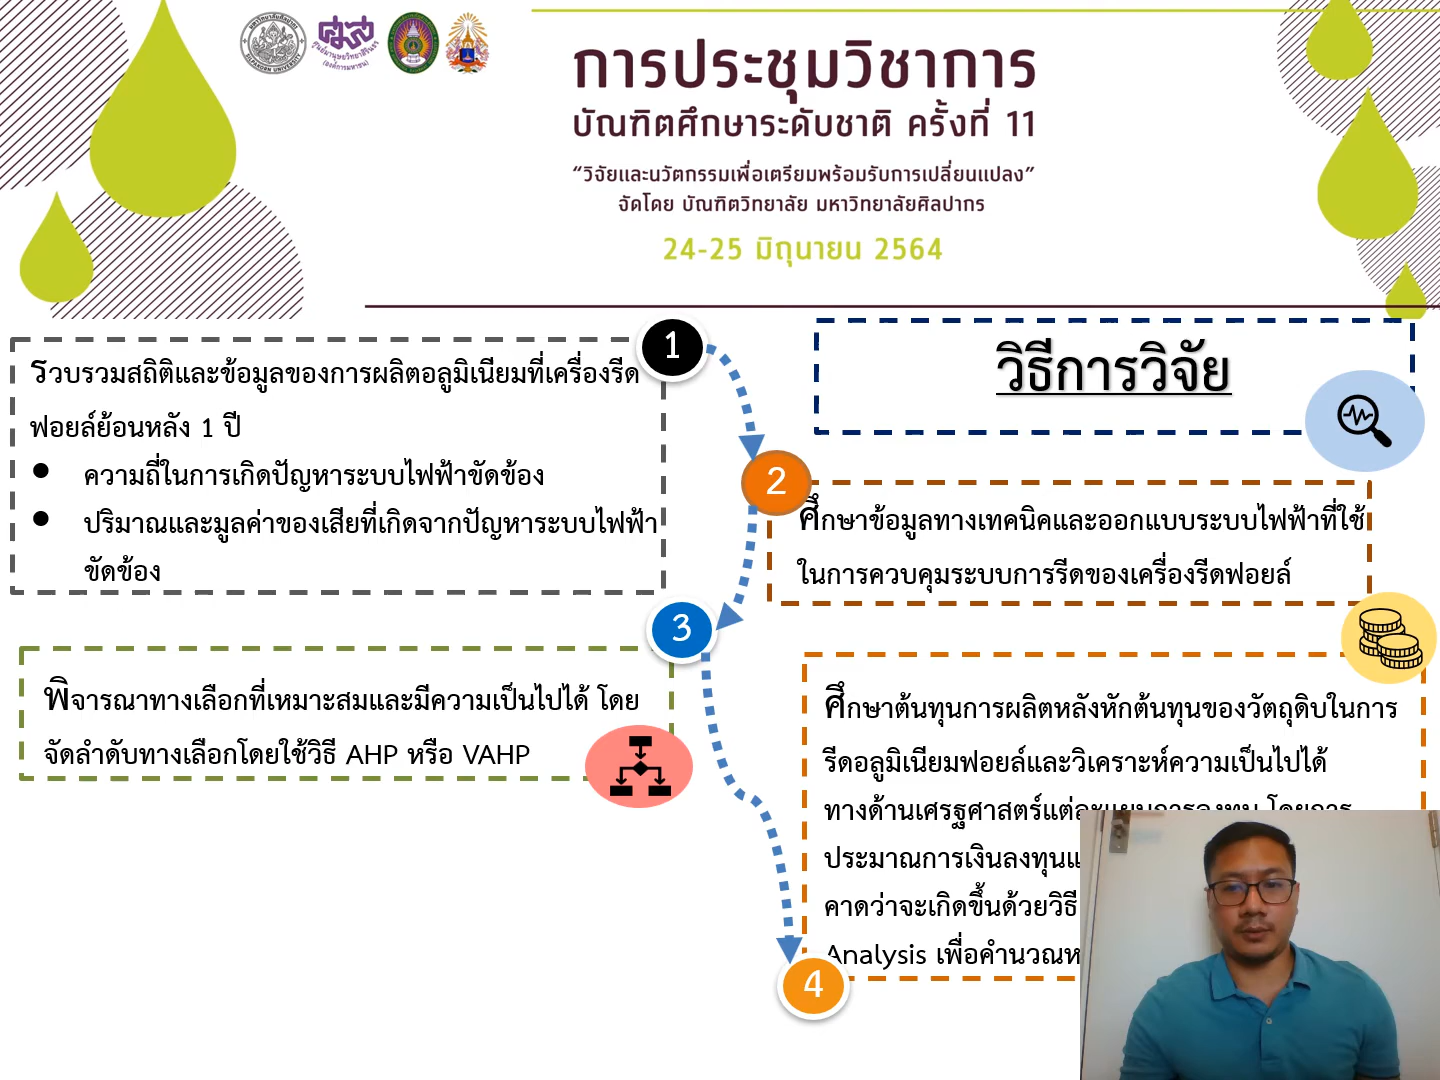 การประชุมวิชาการ
บัณฑิตศึกษาระดับชาติ ครั้งที่ 11
“วิจัยและนวัตกรรมเพื่อเตรียมพร้อมรับการเปลี่ยนแปลง”
จัดโดย บัณฑิตวิทยาลัย มหาวิทยาลัยศิลปากร
24-25 มิถุนายน 2564
วิธีการวิจัย
1
รวบรวมสถิติและข้อมูลของการผลิตอลูมิเนียมที่เครื่องรีด
ฟอยล์ย้อนหลัง 1 ปี
● ความถี่ในการเกิดปัญหาระบบไฟฟ้าขัดข้อง
● ปริมาณและมูลค่าของเสียที่เกิดจากปัญหาระบบไฟฟ้า
ขัดข้อง
2
ศึกษาข้อมูลทางเทคนิคและออกแบบระบบไฟฟ้าที่ใช้
ในการควบคุมระบบการรีดของเครื่องรีดฟอยล์
3
พิจารณาทางเลือกที่เหมาะสมและมีความเป็นไปได้ โดย
จัดลำดับทางเลือกโดยใช้วิธี AHP หรือ VAHP
4
ศึกษาต้นทุนการผลิตหลังหักต้นทุนของวัตถุดิบในการ
รีดอลูมิเนียมฟอยล์และวิเคราะห์ความเป็นไปได้
ทางด้านเศรษฐศาสตร์แต่ละแผนการลงทุน โดยการ
ประมาณการเงินลงทุน
คาดว่าจะเกิดขึ้นด้วยวิธี
Analysis เพื่อคำนวณห